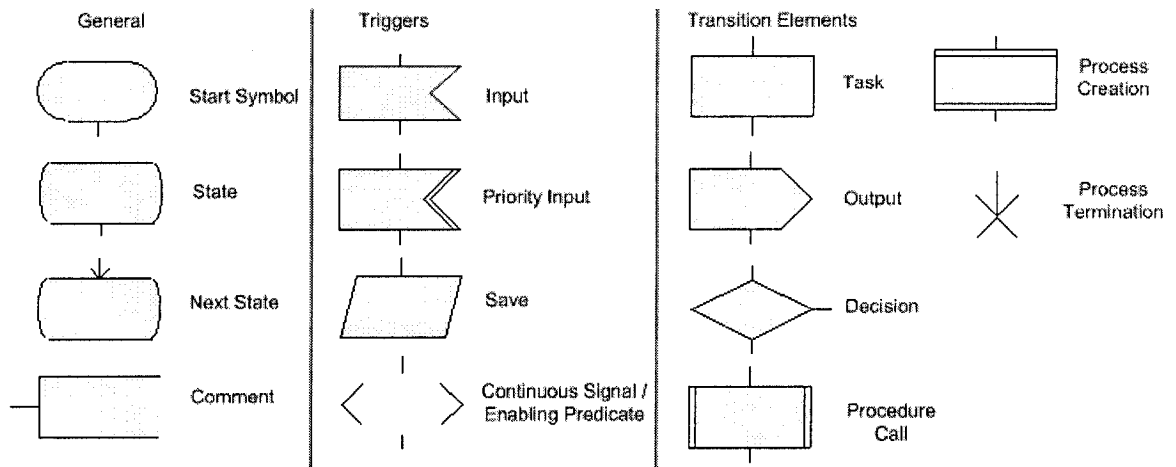 General
Start Symbol
State
Next State
Comment
Triggers
Input
Priority Input
Save
Continuous Signal /
Enabling Predicate
Transition Elements
Task
Output
Decision
Procedure
Call
Process
Creation
Process
Termination